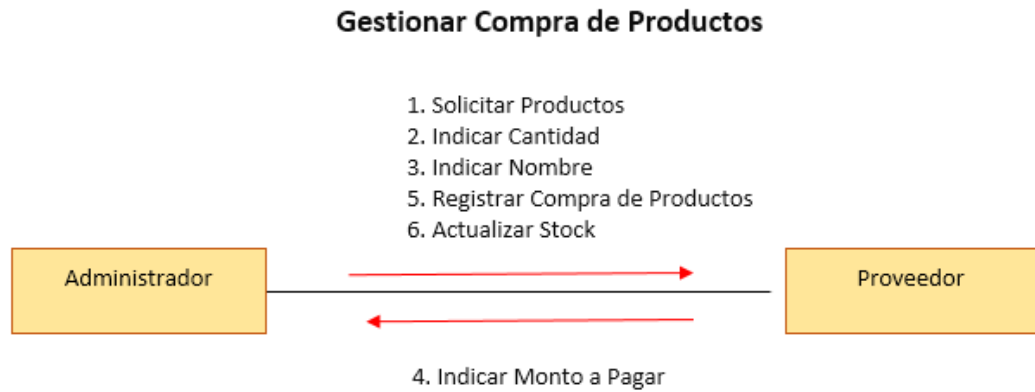 Gestionar Compra de Productos
1. Solicitar Productos
2. Indicar Cantidad
3. Indicar Nombre
5. Registrar Compra de Productos
6. Actualizar Stock
Administrador
Proveedor
4. Indicar Monto a Pagar